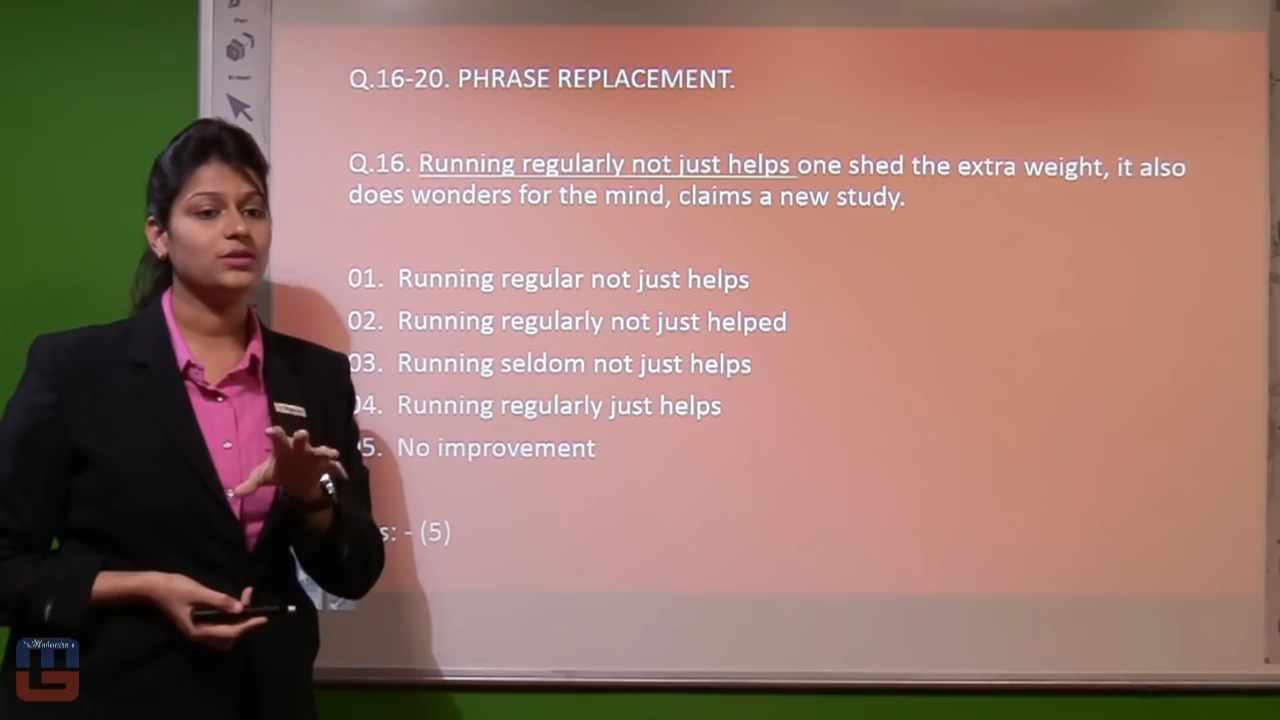 Q.16-20. PHRASE REPLACEMENT.
Q.16. Running regularly not just helps one shed the extra weight, it also
does wonders for the mind, claims a new study.
01. Running regular not just helps
02. Running regularly not just helped
03. Running seldom not just helps
04. Running regularly just helps
5. No improvement
s: - (5)